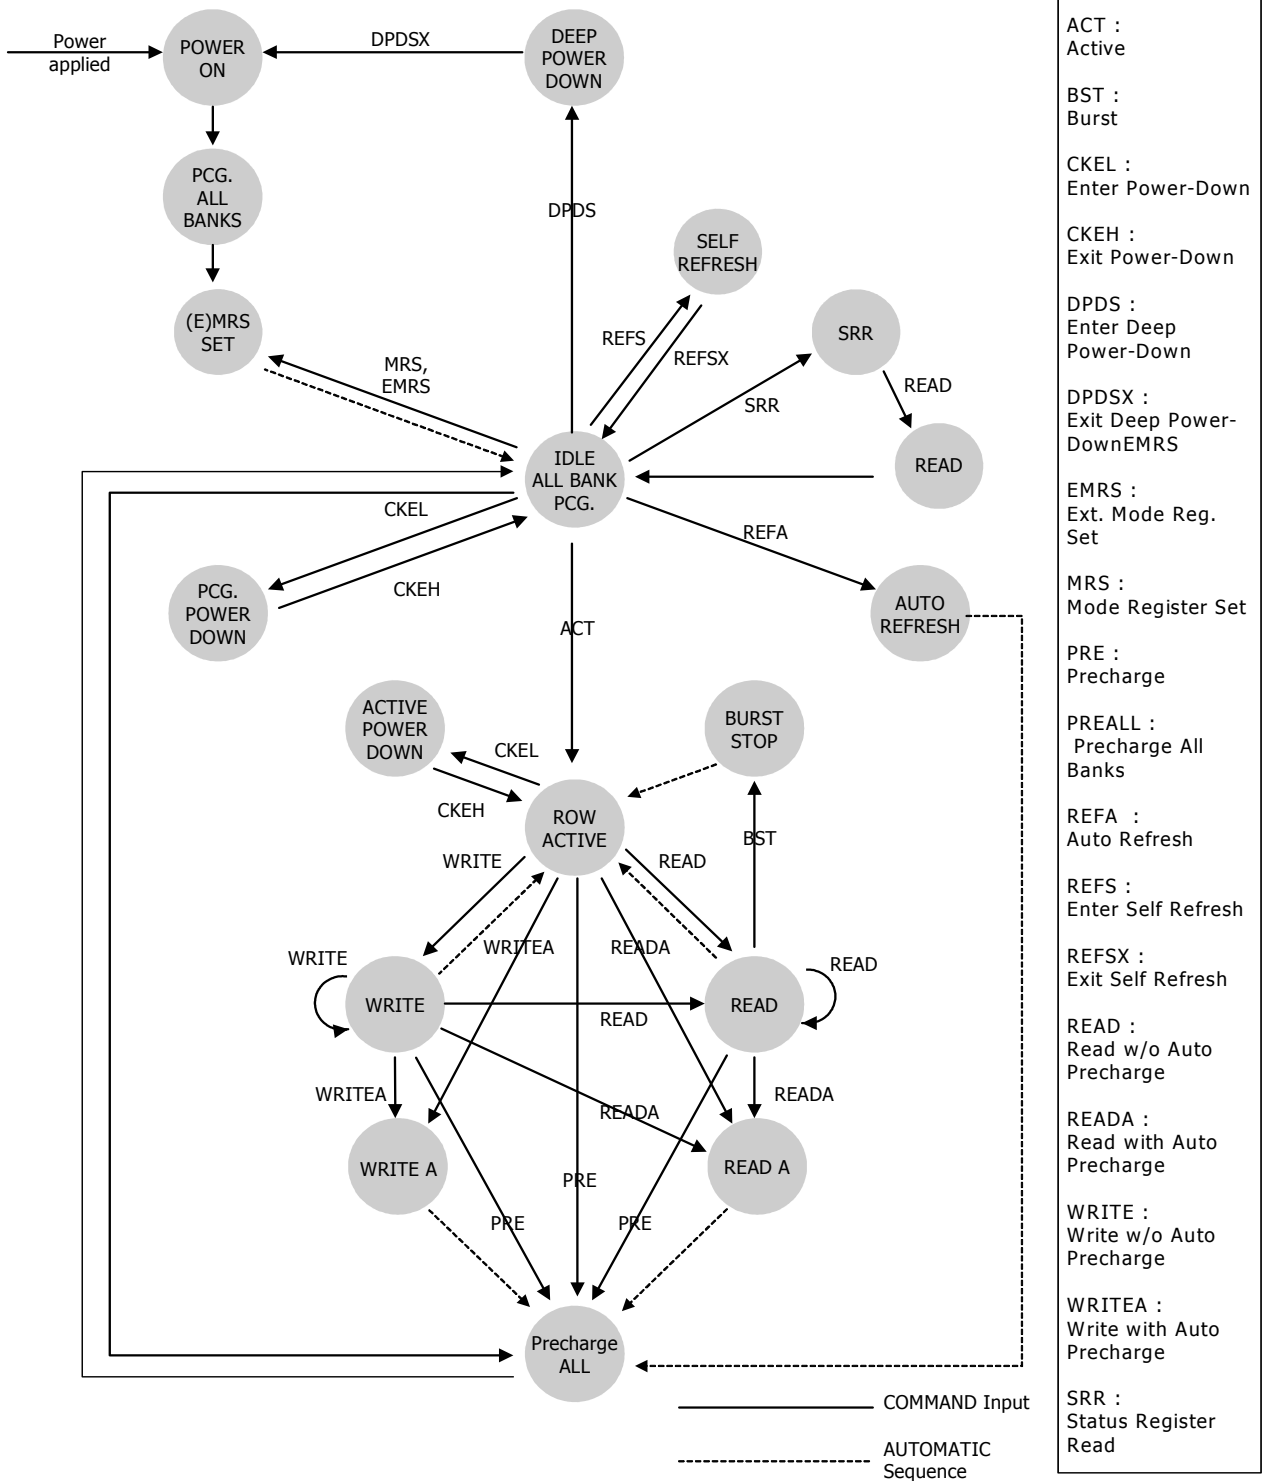 Power
applied
POWER
ON
DPDSX
DEEP
POWER
DOWN
PCG.
ALL
BANKS
DPDS
SELF
REFRESH
(E)MRS
SET
MRS,
EMRS
REFS
REFSX
SRR
SRR
READ
READ
IDLE
ALL BANK
PCG.
CKEL
CKEH
REFA
PCG.
POWER
DOWN
AUTO
REFRESH
ACT
ACTIVE
POWER
DOWN
BURST
STOP
CKEL
CKEH
ROW
ACTIVE
BST
WRITE
READ
WRITEA
READA
WRITE
READ
WRITE
READ
READ
WRITEA
READA
READA
WRITE A
READ A
PRE
PRE
PRE
Precharge
ALL
COMMAND Input
AUTOMATIC
Sequence
ACT :
Active
BST :
Burst
CKEL :
Enter Power-Down
CKEH :
Exit Power-Down
DPDS :
Enter Deep
Power-Down
DPDSX :
Exit Deep Power-
DownEMRS
EMRS :
Ext. Mode Reg.
Set
MRS :
Mode Register Set
PRE :
Precharge
PREALL :
Precharge All
Banks
REFA :
Auto Refresh
REFS :
Enter Self Refresh
REFSX :
Exit Self Refresh
READ :
Read w/o Auto
Precharge
READA :
Read with Auto
Precharge
WRITE :
Write w/o Auto
Precharge
WRITEA :
Write with Auto
Precharge
SRR :
Status Register
Read